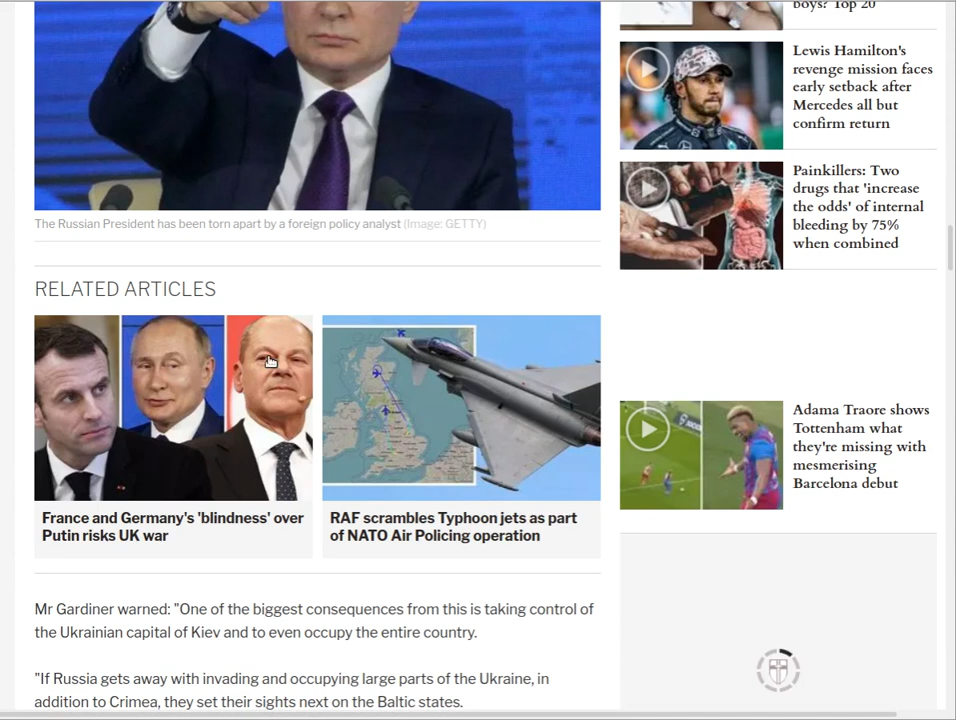 boys? Top 20
Lewis Hamilton's
revenge mission faces
early setback after
Mercedes all but
confirm return
Painkillers: Two
drugs that 'increase
the odds' of internal
bleeding by 75%
when combined
The Russian President has been torn apart by a foreign policy analyst (Image: GETTY)
RELATED ARTICLES
France and Germany's 'blindness' over
Putin risks UK war
RAF scrambles Typhoon jets as part
of NATO Air Policing operation
Adama Traore shows
Tottenham what
they're missing with
mesmerising
Barcelona debut
Mr Gardiner warned: "One of the biggest consequences from this is taking control of
the Ukrainian capital of Kiev and to even occupy the entire country.
"If Russia gets away with invading and occupying large parts of the Ukraine, in
addition to Crimea, they set their sights next on the Baltic states.